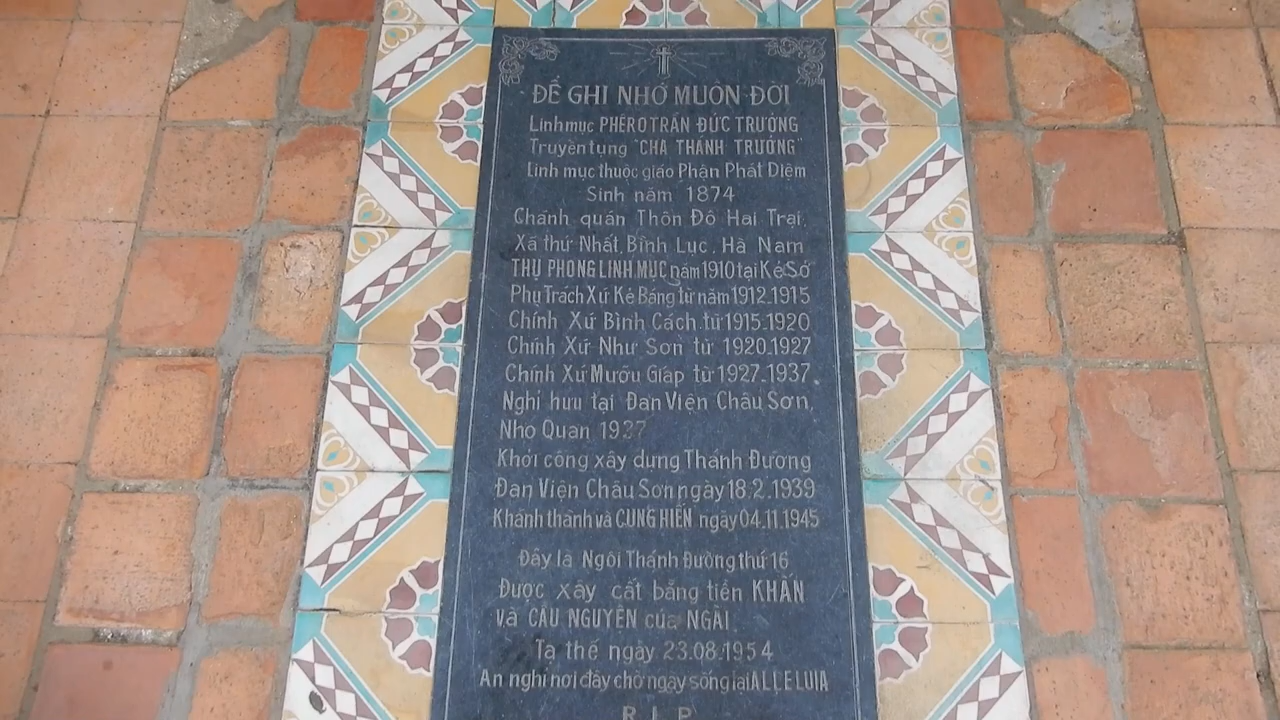 ĐỂ GHI NHỚ MUÔN ĐỜI
Linh mục PHÊRÔ TRẦN ĐỨC TRƯỜNG
Truyền tụng "CHA THÁNH TRƯỜNG"
Linh mục thuộc giáo Phận Phát Diệm
Sinh năm 1874
Chánh quán Thôn Đô Hai Trại,
Xã thứ Nhất, Bình Lục, Hà Nam
THỤ PHONG LINH MỤC năm 1910 tại Kẻ Sở
Phụ Trách Xứ Kẻ Báng từ năm 1912-1915
Chính Xứ Bình Cách từ 1915-1920
Chính Xứ Như Sơn từ 1920-1927
Chính Xứ Mưỡu Giáp từ 1927-1937
Nghỉ hưu tại Đan Viện Châu Sơn,
Nho Quan 1937
Khởi công xây dựng Thánh Đường
Đan Viện Châu Sơn ngày 18.2.1939
Khánh thành và CUNG HIẾN ngày 04.11.1945
Đây là Ngôi Thánh Đường thứ 16
Được xây cất bằng tiền KHẤN
và CẦU NGUYỆN của NGÀI
Tạ thế ngày 23.08.1954
An nghỉ nơi đây chờ ngày sống lại ALLELUIA
R.I.P